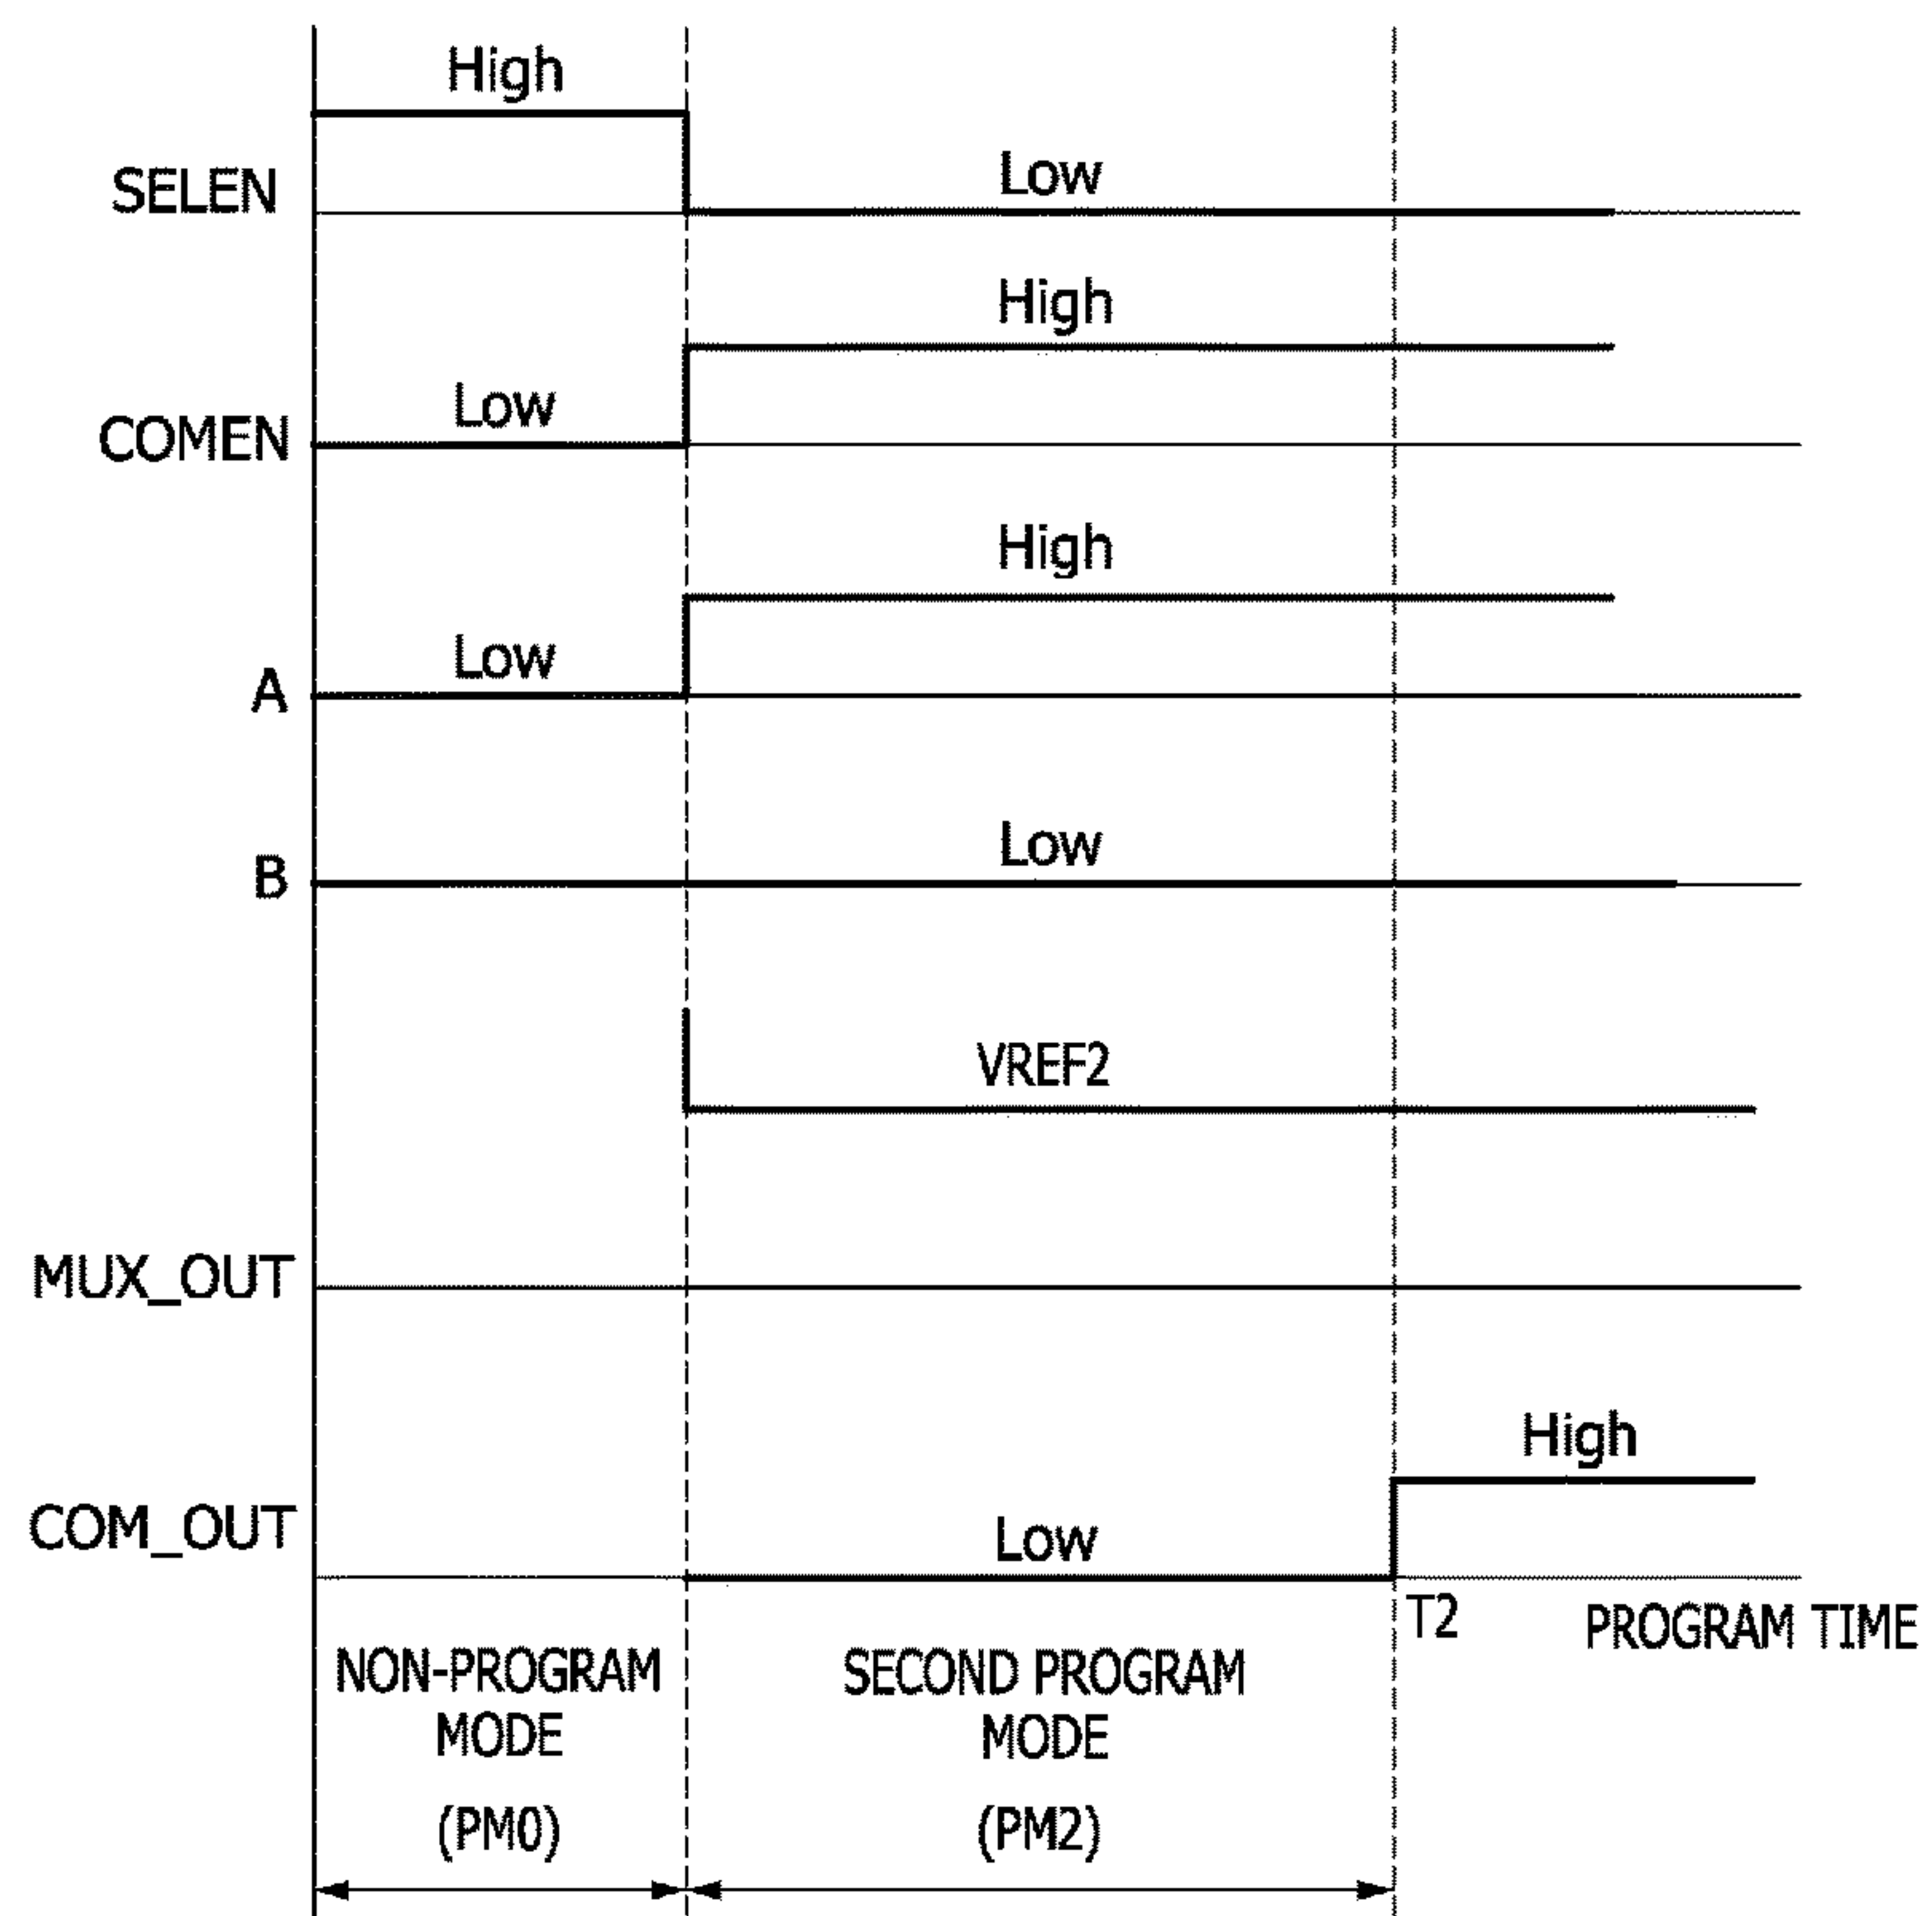 High
SELEN
Low
High
COMEN
Low
High
A
Low
B
Low
VREF2
MUX_OUT
High
COM_OUT
Low
T2
PROGRAM TIME
NON-PROGRAM
MODE
(PM0)
SECOND PROGRAM
MODE
(PM2)